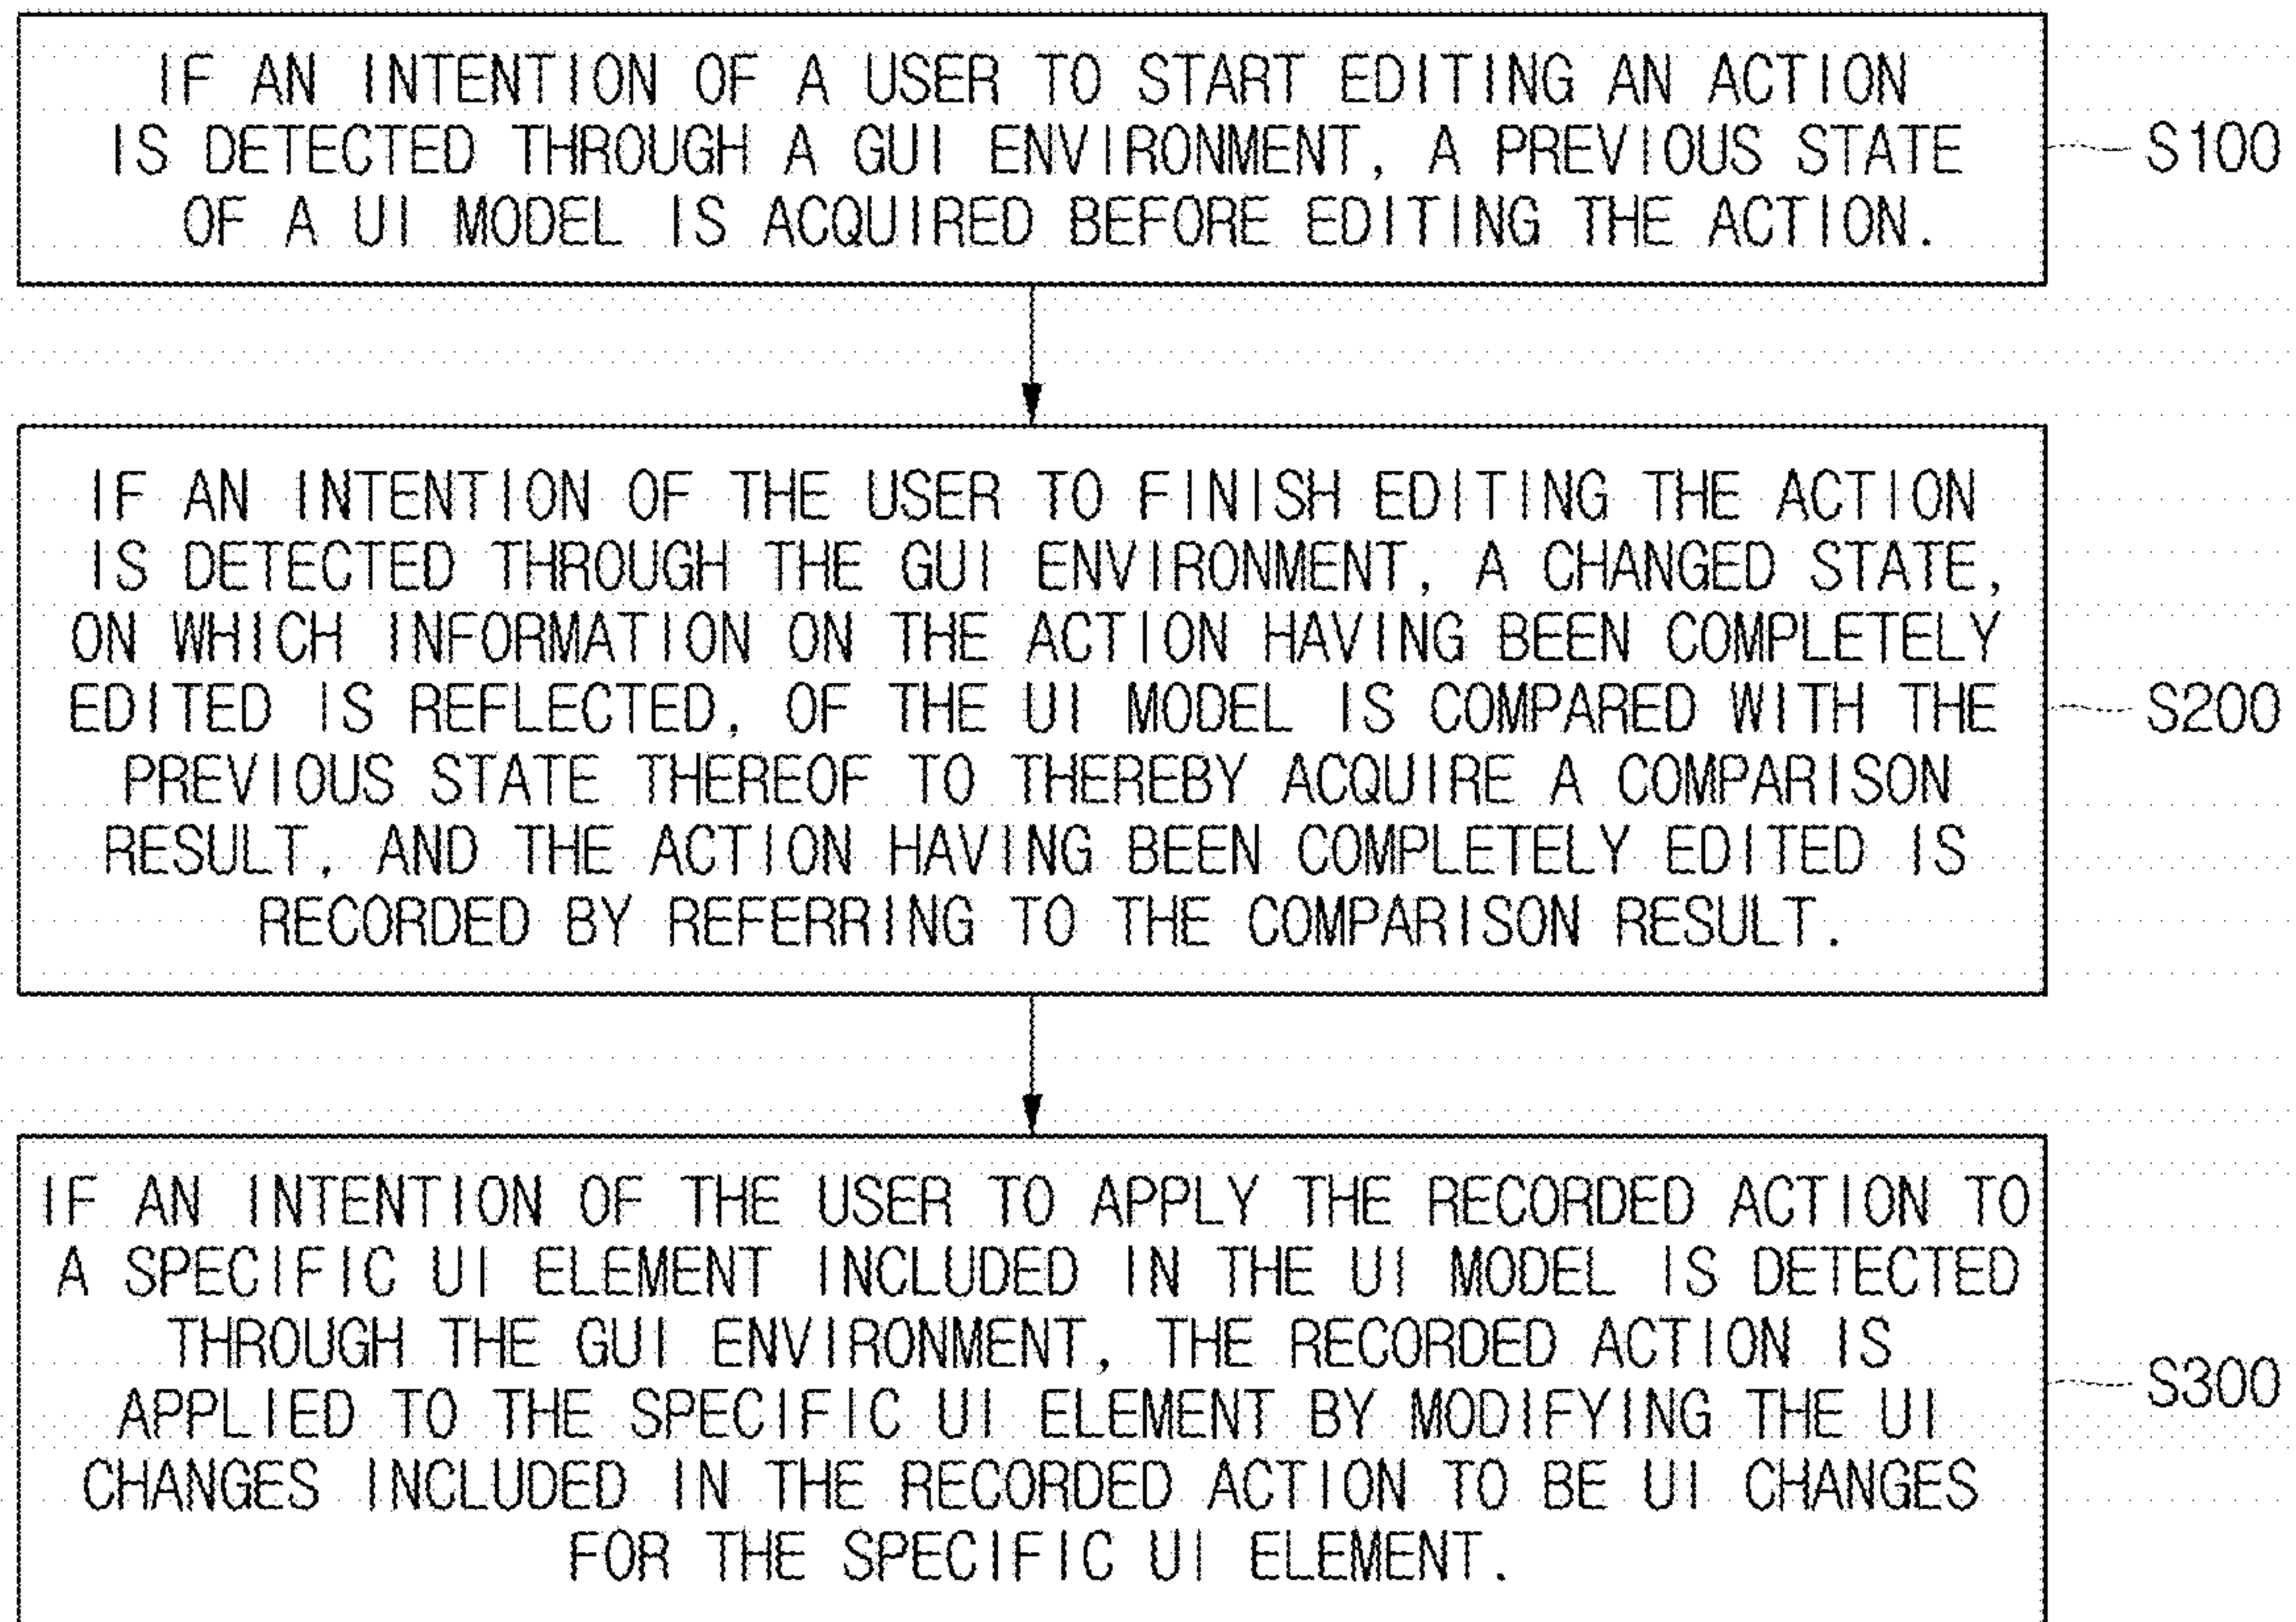 IF AN INTENTION OF A USER TO START EDITING AN ACTION
IS DETECTED THROUGH A GUI ENVIRONMENT, A PREVIOUS STATE
OF A UI MODEL IS ACQUIRED BEFORE EDITING THE ACTION.
S100
IF AN INTENTION OF THE USER TO FINISH EDITING THE ACTION
IS DETECTED THROUGH THE GUI ENVIRONMENT, A CHANGED STATE,
ON WHICH INFORMATION ON THE ACTION HAVING BEEN COMPLETELY
EDITED IS REFLECTED, OF THE UI MODEL IS COMPARED WITH THE
PREVIOUS STATE THEREOF TO THEREBY ACQUIRE A COMPARISON
RESULT, AND THE ACTION HAVING BEEN COMPLETELY EDITED IS
RECORDED BY REFERRING TO THE COMPARISON RESULT.
S200
IF AN INTENTION OF THE USER TO APPLY THE RECORDED ACTION TO
A SPECIFIC UI ELEMENT INCLUDED IN THE UI MODEL IS DETECTED
THROUGH THE GUI ENVIRONMENT, THE RECORDED ACTION IS
APPLIED TO THE SPECIFIC UI ELEMENT BY MODIFYING THE UI
CHANGES INCLUDED IN THE RECORDED ACTION TO BE UI CHANGES
FOR THE SPECIFIC UI ELEMENT.
S300